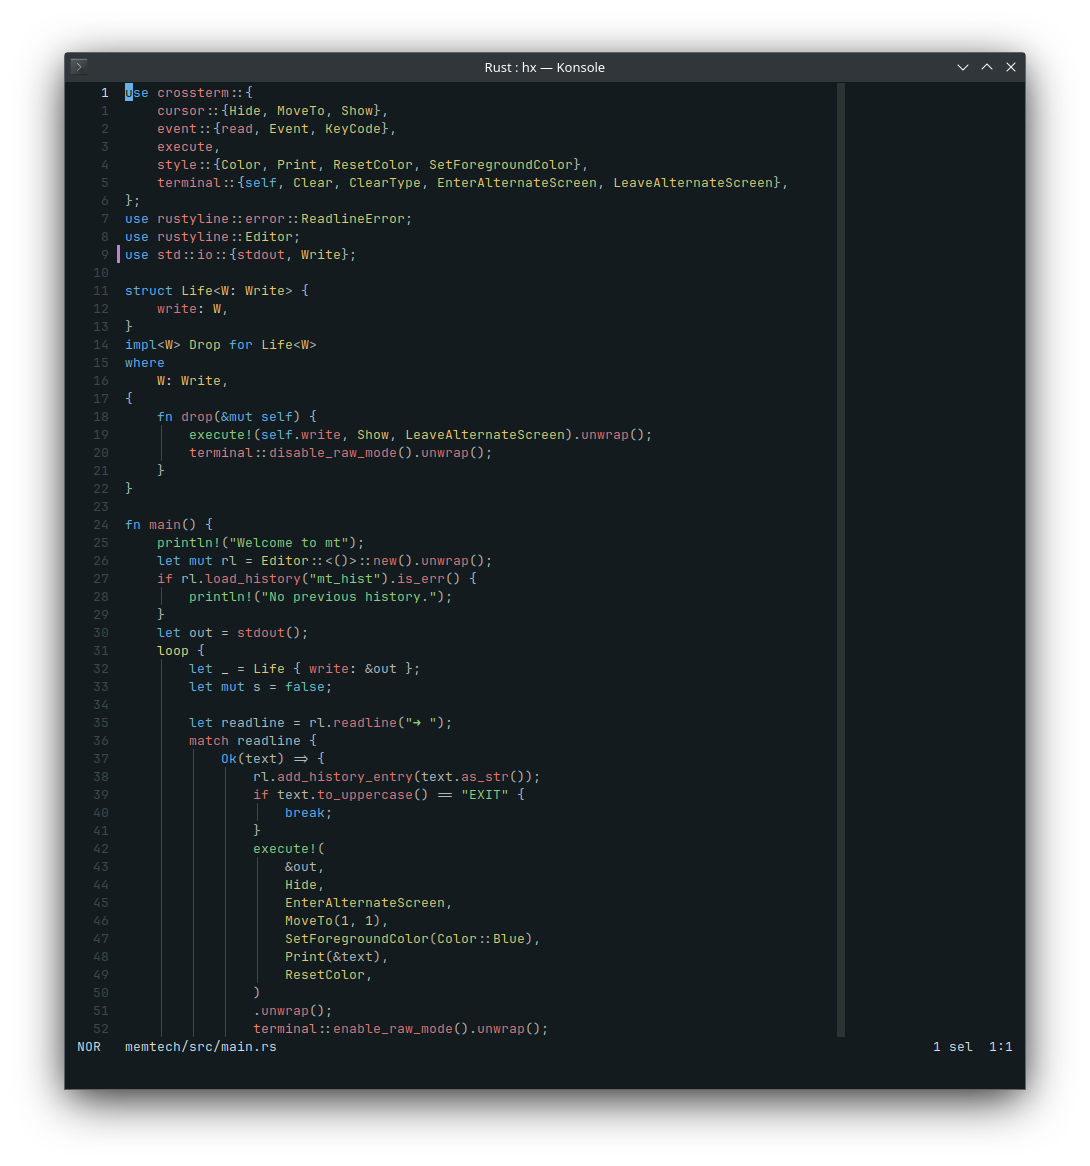 Rust : hx — Konsole
1 use crossterm::{
1     cursor::{Hide, MoveTo, Show},
2     event::{read, Event, KeyCode},
3     execute,
4     style::{Color, Print, ResetColor, SetForegroundColor},
5     terminal::{self, Clear, ClearType, EnterAlternateScreen, LeaveAlternateScreen},
6 };
7 use rustyline::error::ReadlineError;
8 use rustyline::Editor;
9 use std::io::{stdout, Write};
10
11 struct Life<W: Write> {
12     write: W,
13 }
14 impl<W> Drop for Life<W>
15 where
16     W: Write,
17 {
18     fn drop(&mut self) {
19         execute!(self.write, Show, LeaveAlternateScreen).unwrap();
20         terminal::disable_raw_mode().unwrap();
21     }
22 }
23
24 fn main() {
25     println!("Welcome to mt");
26     let mut rl = Editor::<()>::new().unwrap();
27     if rl.load_history("mt_hist").is_err() {
28         println!("No previous history.");
29     }
30     let out = stdout();
31     loop {
32         let _ = Life { write: &out };
33         let mut s = false;
34
35         let readline = rl.readline("➜ ");
36         match readline {
37             Ok(text) => {
38                 rl.add_history_entry(text.as_str());
39                 if text.to_uppercase() == "EXIT" {
40                     break;
41                 }
42                 execute!(
43                     &out,
44                     Hide,
45                     EnterAlternateScreen,
46                     MoveTo(1, 1),
47                     SetForegroundColor(Color::Blue),
48                     Print(&text),
49                     ResetColor,
50                 )
51                 .unwrap();
52                 terminal::enable_raw_mode().unwrap();
NOR   memtech/src/main.rs   1 sel  1:1